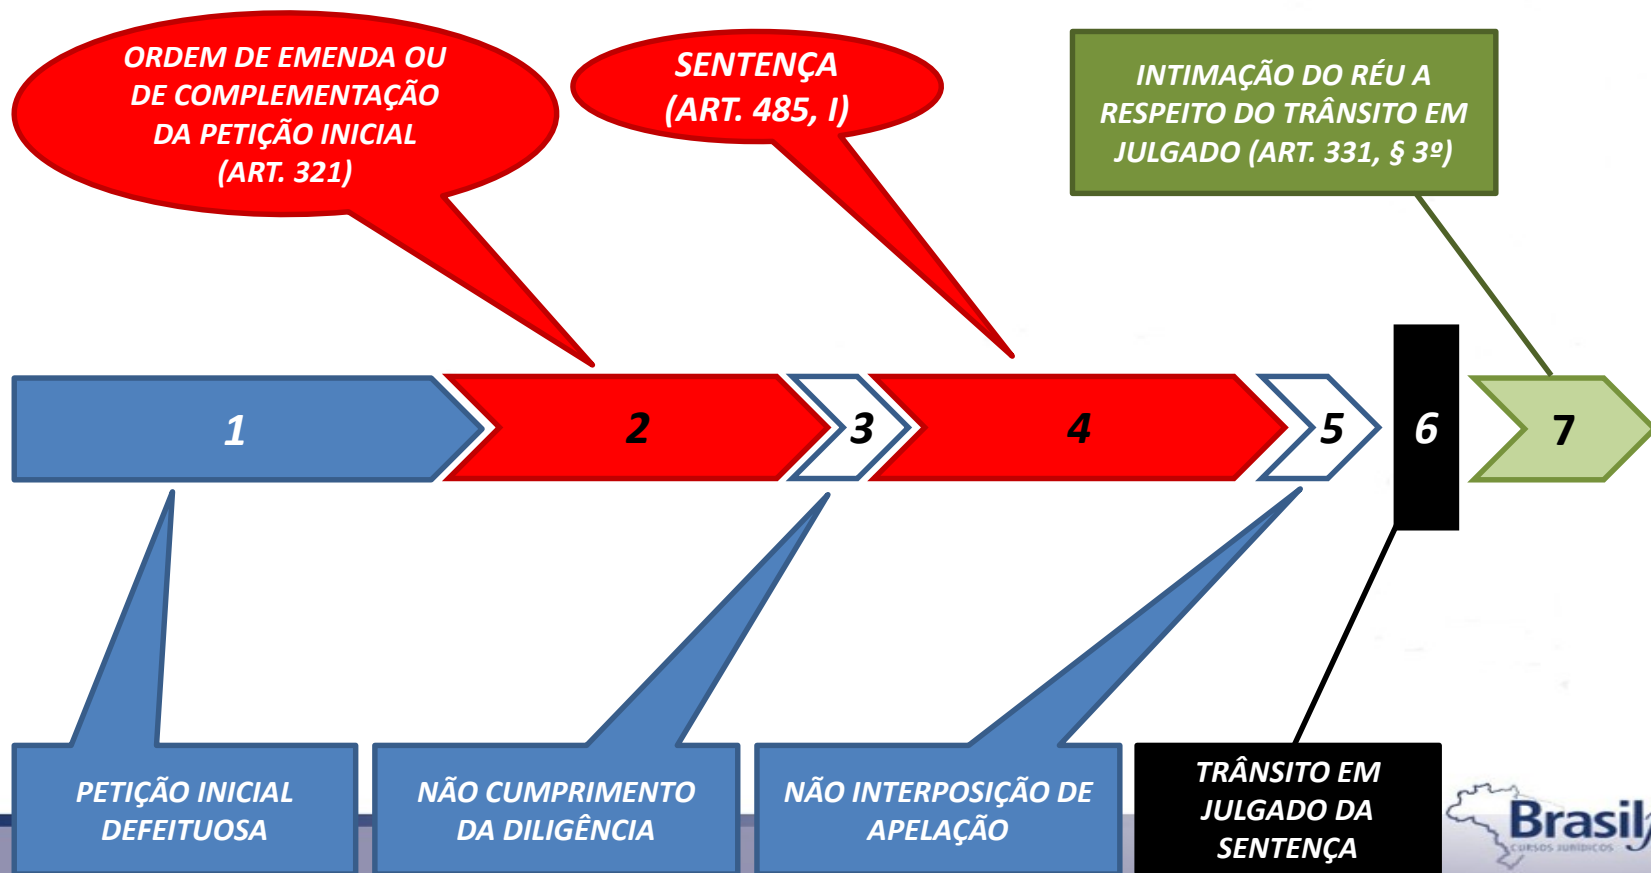 ORDEM DE EMENDA OU
DE COMPLEMENTAÇÃO
DA PETIÇÃO INICIAL
(ART. 321)
SENTENÇA
(ART. 485, I)
INTIMAÇÃO DO RÉU A
RESPEITO DO TRÂNSITO EM
JULGADO (ART. 331, § 3º)
1
2
3
4
5
6
7
PETIÇÃO INICIAL
DEFEITUOSA
NÃO CUMPRIMENTO
DA DILIGÊNCIA
NÃO INTERPOSIÇÃO DE
APELAÇÃO
TRÂNSITO EM
JULGADO DA
SENTENÇA
Brasil
CURSOS JURÍDICOS